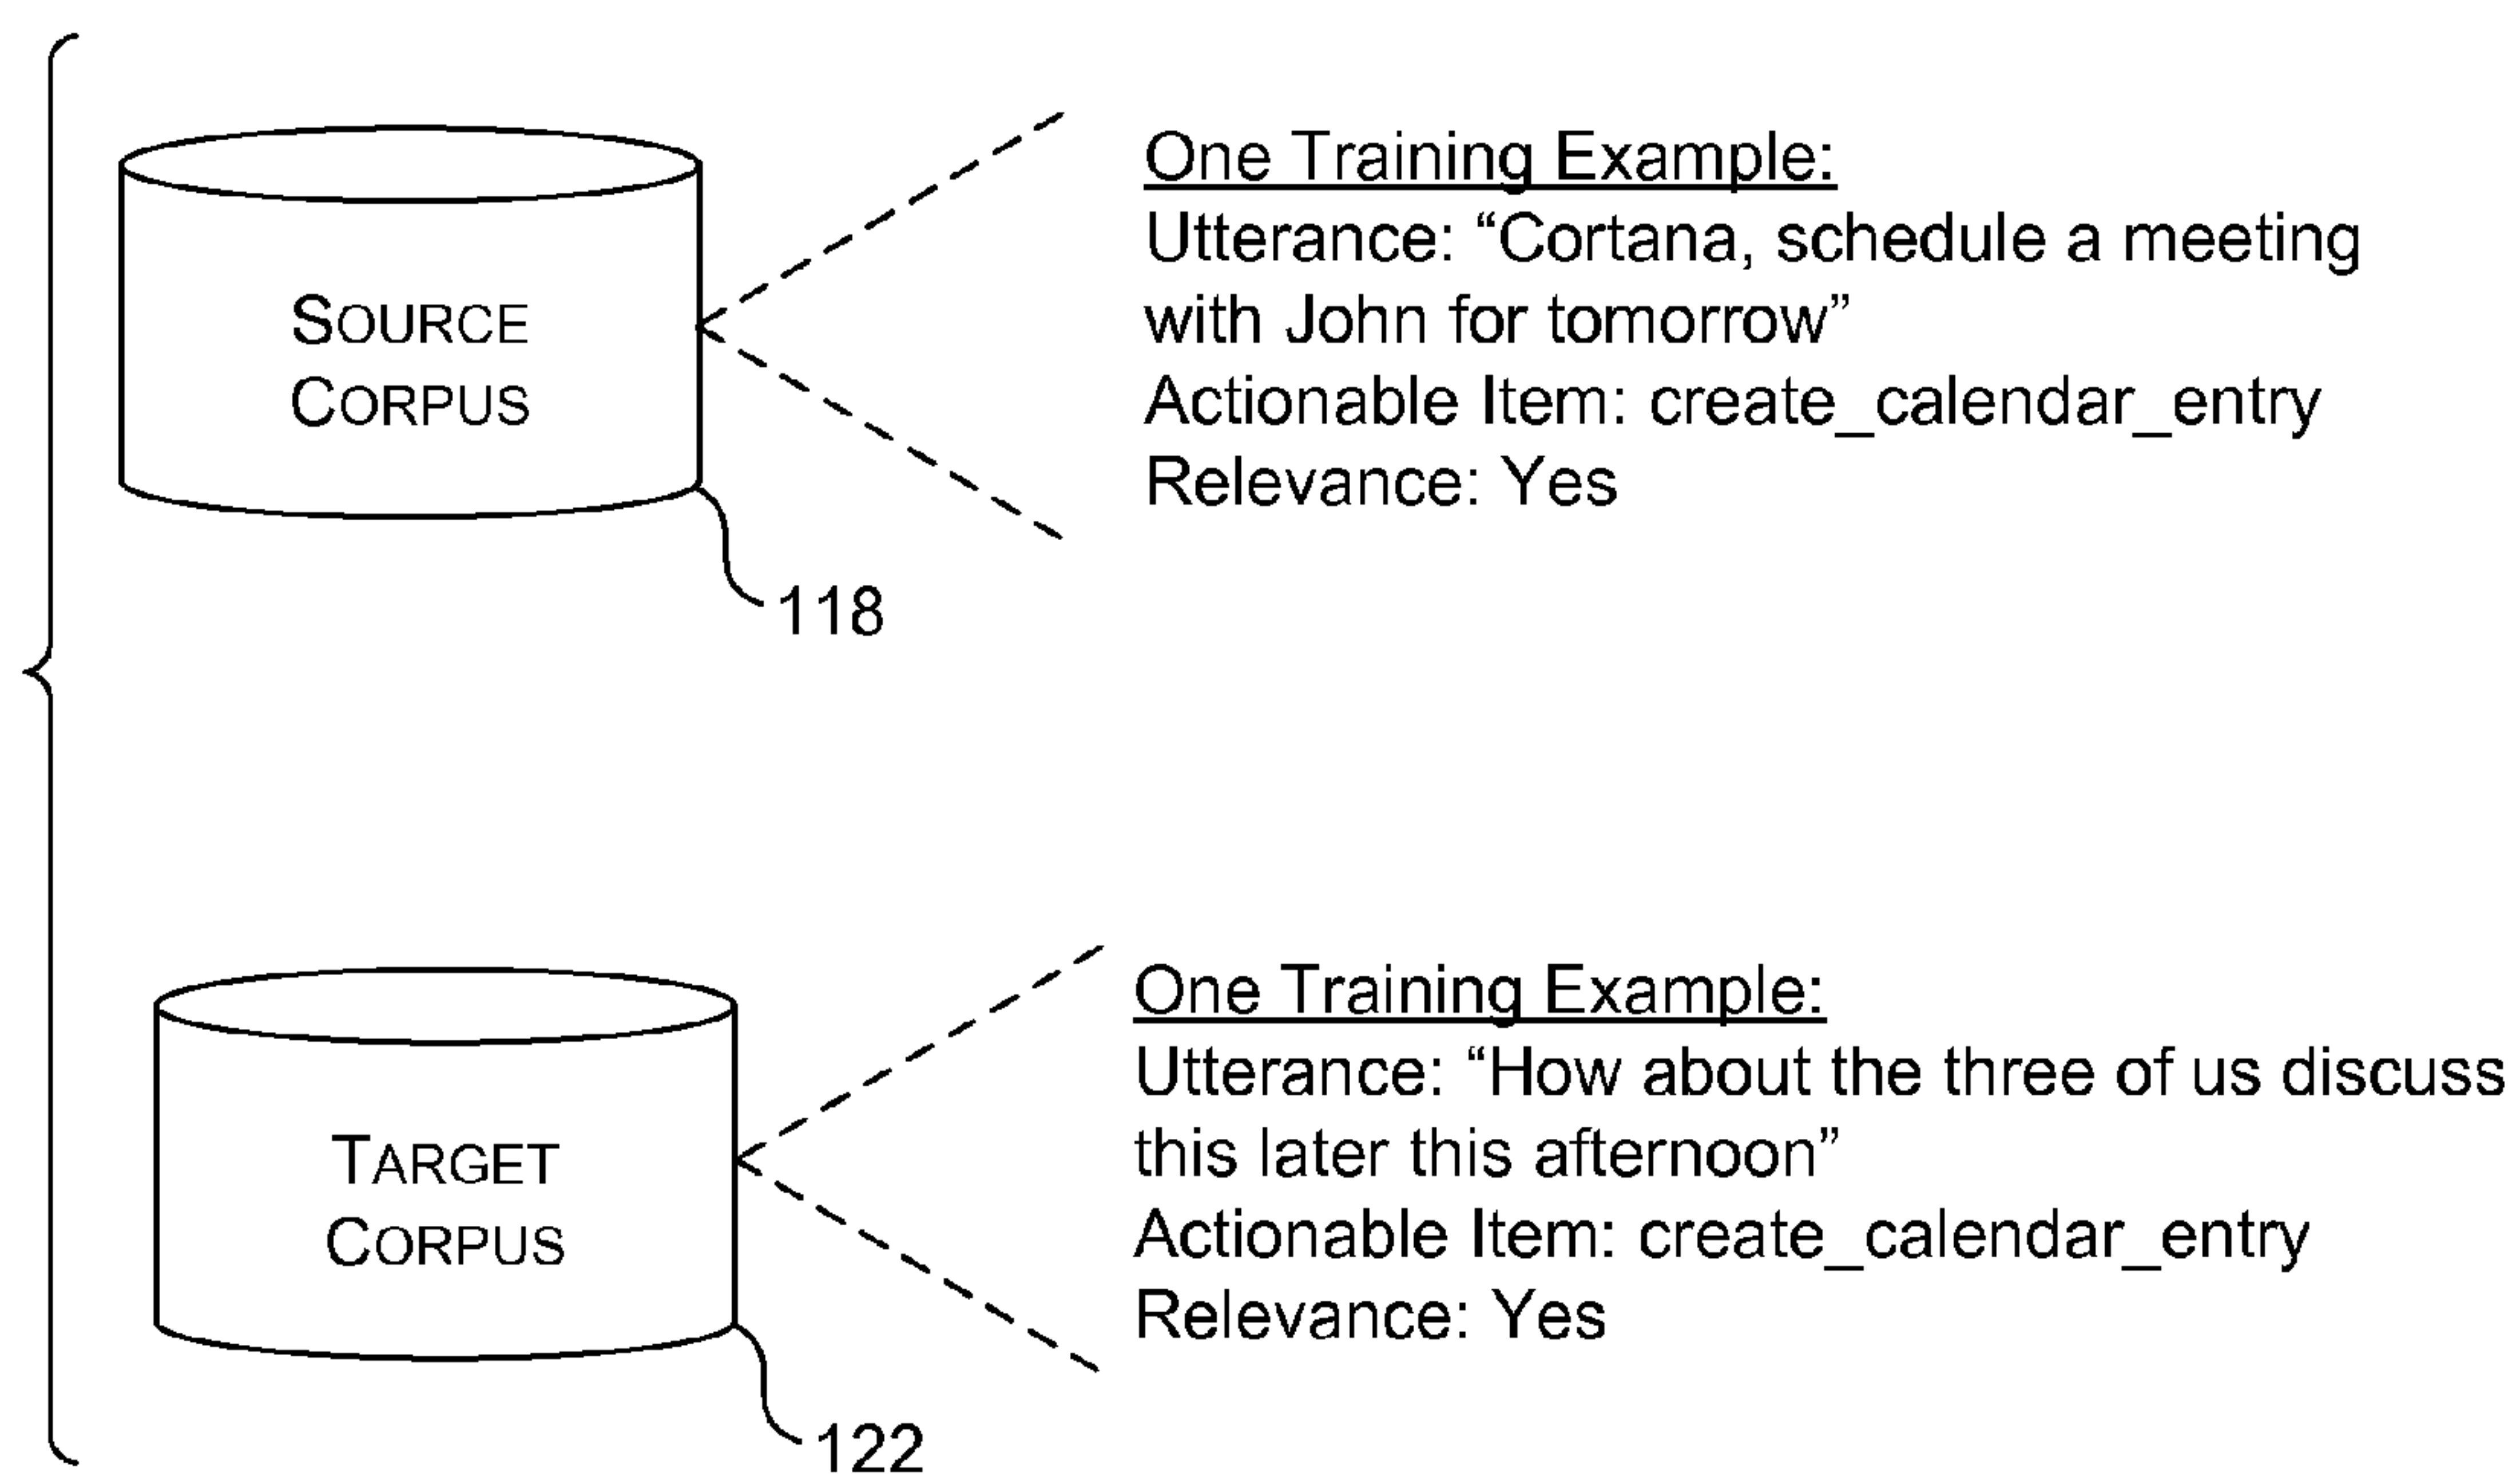 SOURCE
CORPUS
118
One Training Example:
Utterance: “Cortana, schedule a meeting
with John for tomorrow”
Actionable Item: create_calendar_entry
Relevance: Yes
TARGET
CORPUS
122
One Training Example:
Utterance: “How about the three of us discuss
this later this afternoon”
Actionable Item: create_calendar_entry
Relevance: Yes